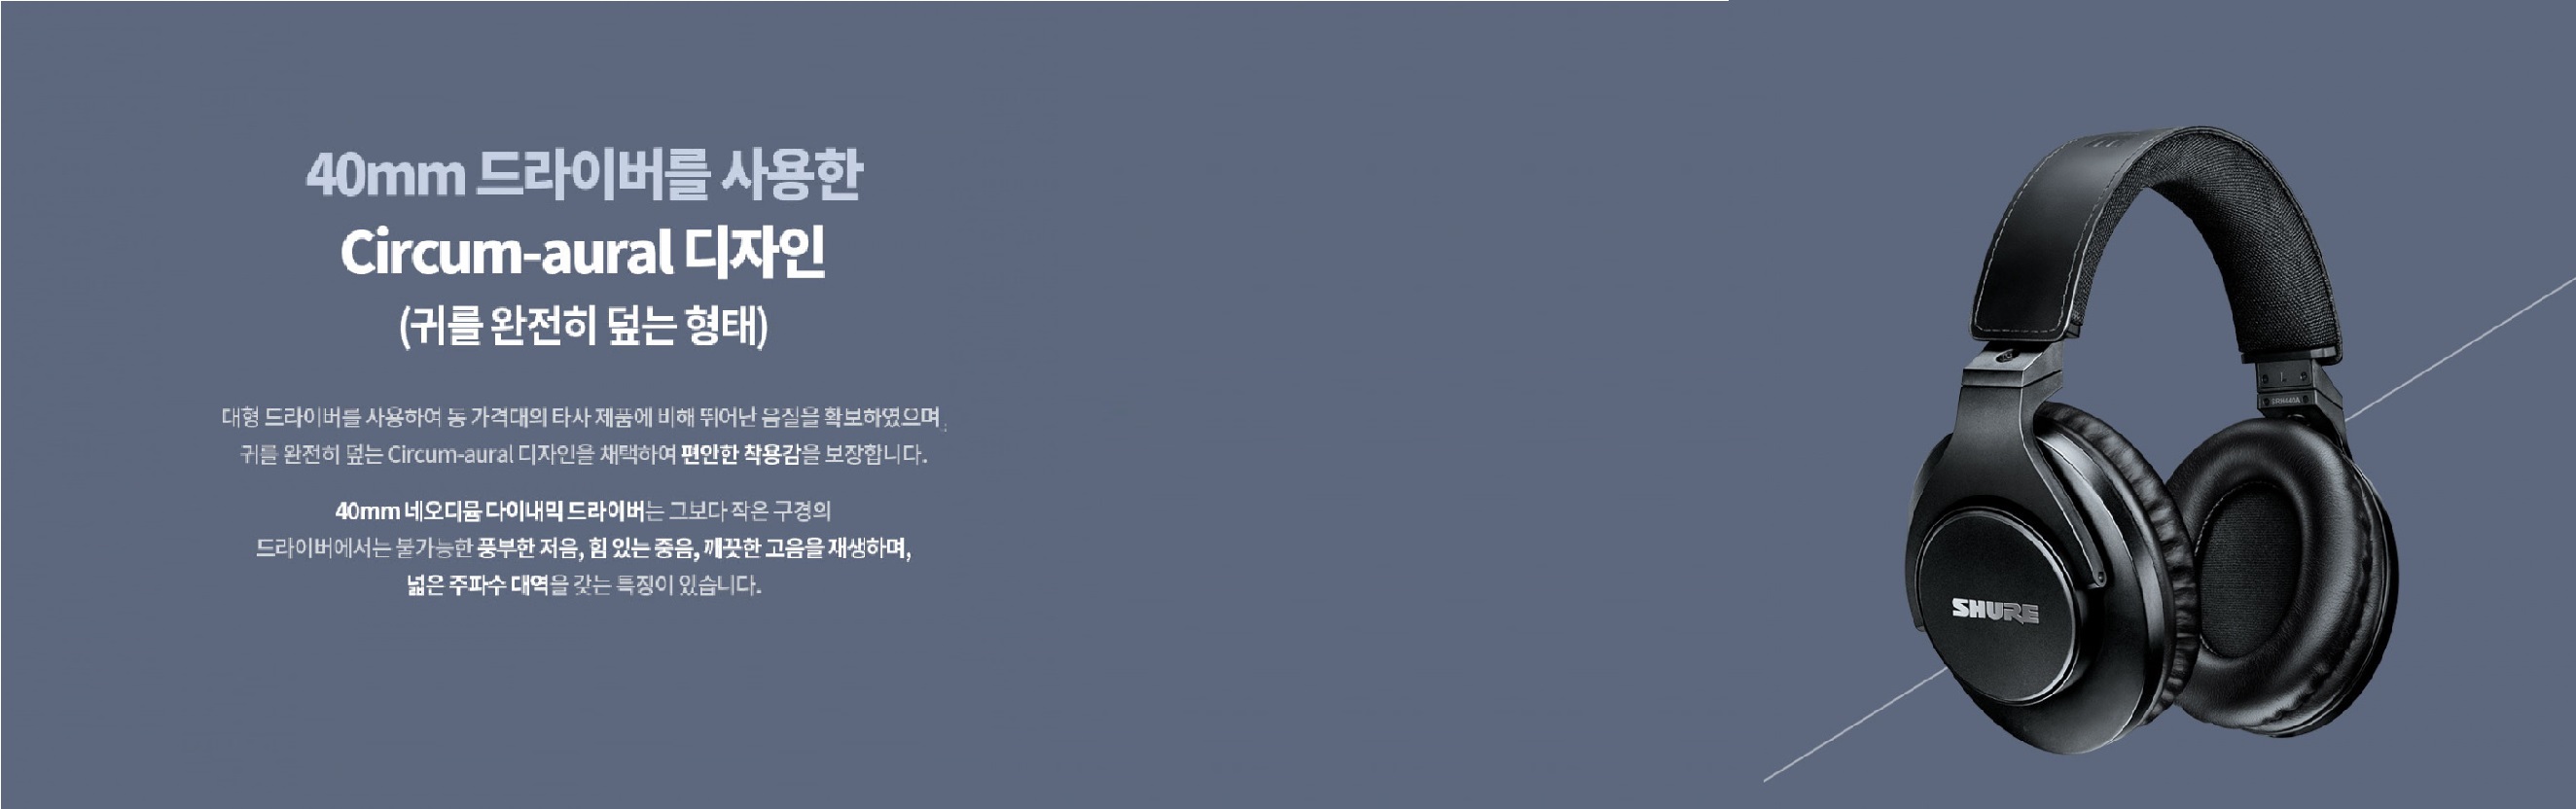 40mm 드라이버를 사용한
Circum-aural 디자인
(귀를 완전히 덮는 형태)
대형 드라이버를 사용하여 동 가격대의 타사 제품에 비해 뛰어난 음질을 확보하였으며,
귀를 완전히 덮는 Circum-aural 디자인을 채택하여 편안한 착용감을 보장합니다.
40mm 네오디뮴 다이내믹 드라이버는 그보다 작은 구경의
드라이버에서는 불가능한 풍부한 저음, 힘 있는 중음, 깨끗한 고음을 재생하며,
넓은 주파수 대역을 갖는 특징이 있습니다.
L
SHURE